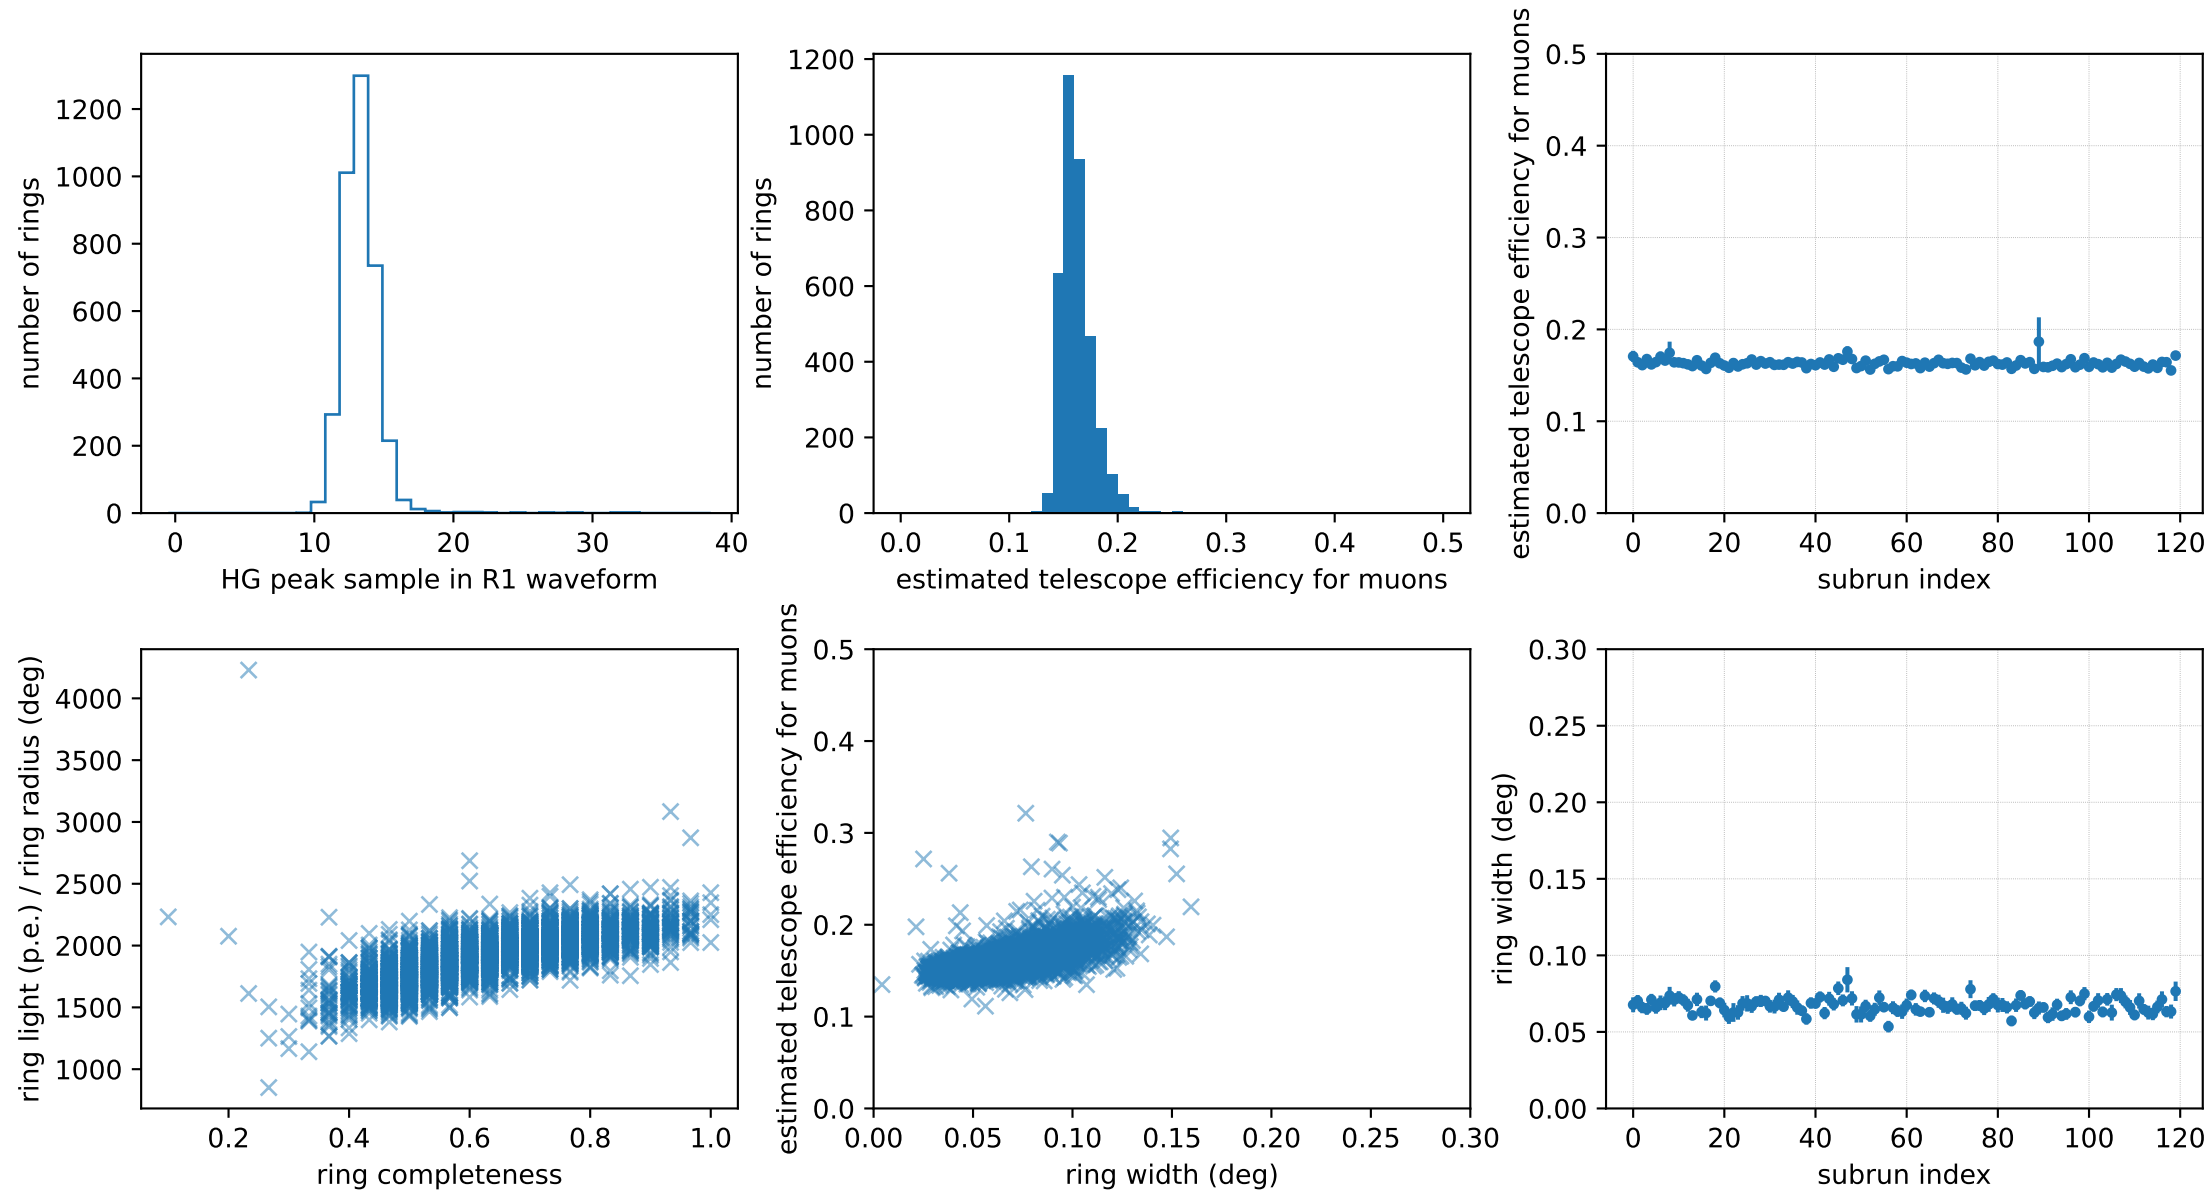 number of rings
1200
1000
800
600
400
200
0
0 10 20 30 40
HG peak sample in R1 waveform
number of rings
1200
1000
800
600
400
200
0
0.0 0.1 0.2 0.3 0.4 0.5
estimated telescope efficiency for muons
estimated telescope efficiency for muons
0.5
0.4
0.3
0.2
0.1
0.0
0 20 40 60 80 100 120
subrun index
ring light (p.e.) / ring radius (deg)
4000
3500
3000
2500
2000
1500
1000
0.2 0.4 0.6 0.8 1.0
ring completeness
estimated telescope efficiency for muons
0.5
0.4
0.3
0.2
0.1
0.0
0.00 0.05 0.10 0.15 0.20 0.25 0.30
ring width (deg)
ring width (deg)
0.30
0.25
0.20
0.15
0.10
0.05
0.00
0 20 40 60 80 100 120
subrun index